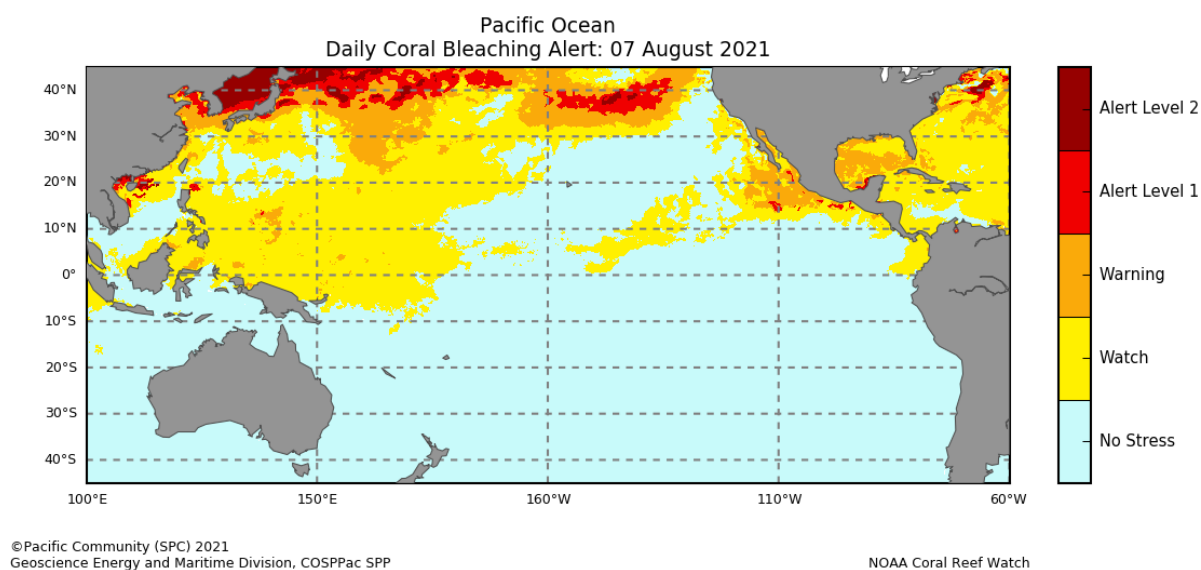 Pacific Ocean
Daily Coral Bleaching Alert: 07 August 2021
40°N
30°N
20°N
10°N
0°
10°S
20°S
30°S
40°S
100°E 150°E 160°W 110°W 60°W
Alert Level 2
Alert Level 1
Warning
Watch
No Stress
©Pacific Community (SPC) 2021
Geoscience Energy and Maritime Division, COSPPac SPP
NOAA Coral Reef Watch